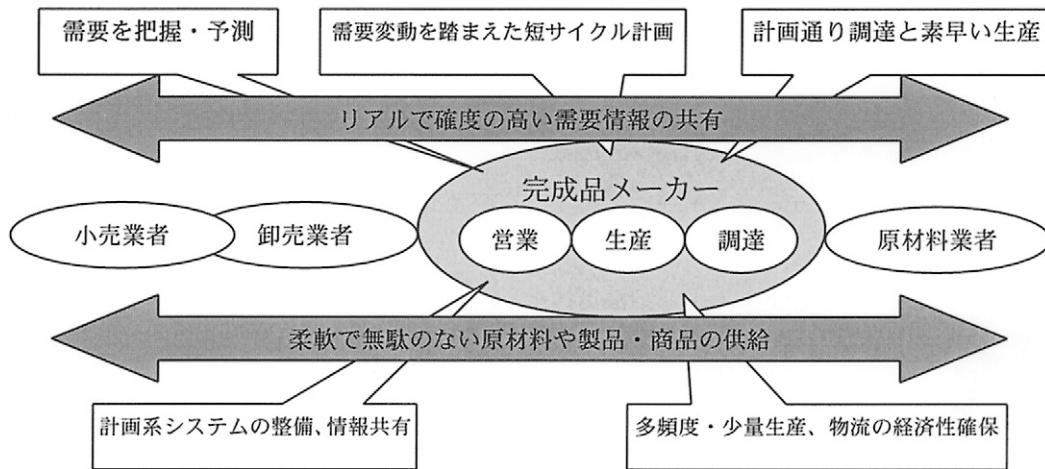 需要を把握・予測
需要変動を踏まえた短サイクル計画
計画通り調達と素早い生産
リアルで確度の高い需要情報の共有
完成品メーカー
小売業者
卸売業者
営業
生産
調達
原材料業者
柔軟で無駄のない原材料や製品・商品の供給
計画系システムの整備、情報共有
多頻度・少量生産、物流の経済性確保